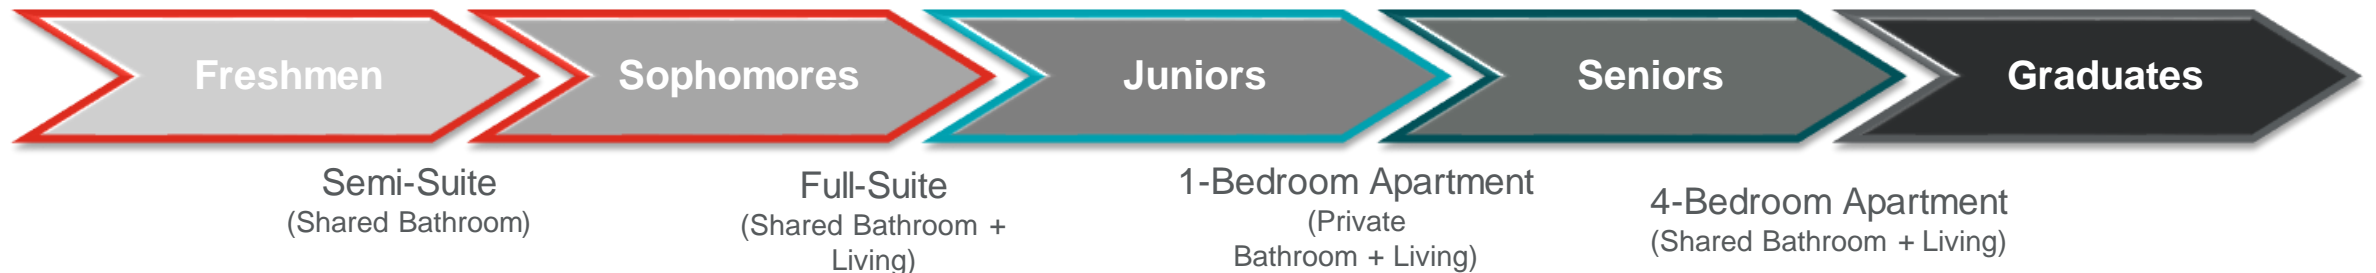 Freshmen
Sophomores
Juniors
Seniors
Graduates
Semi-Suite
(Shared Bathroom)
Full-Suite
(Shared Bathroom +
Living)
1-Bedroom Apartment
(Private
Bathroom + Living)
4-Bedroom Apartment
(Shared Bathroom + Living)